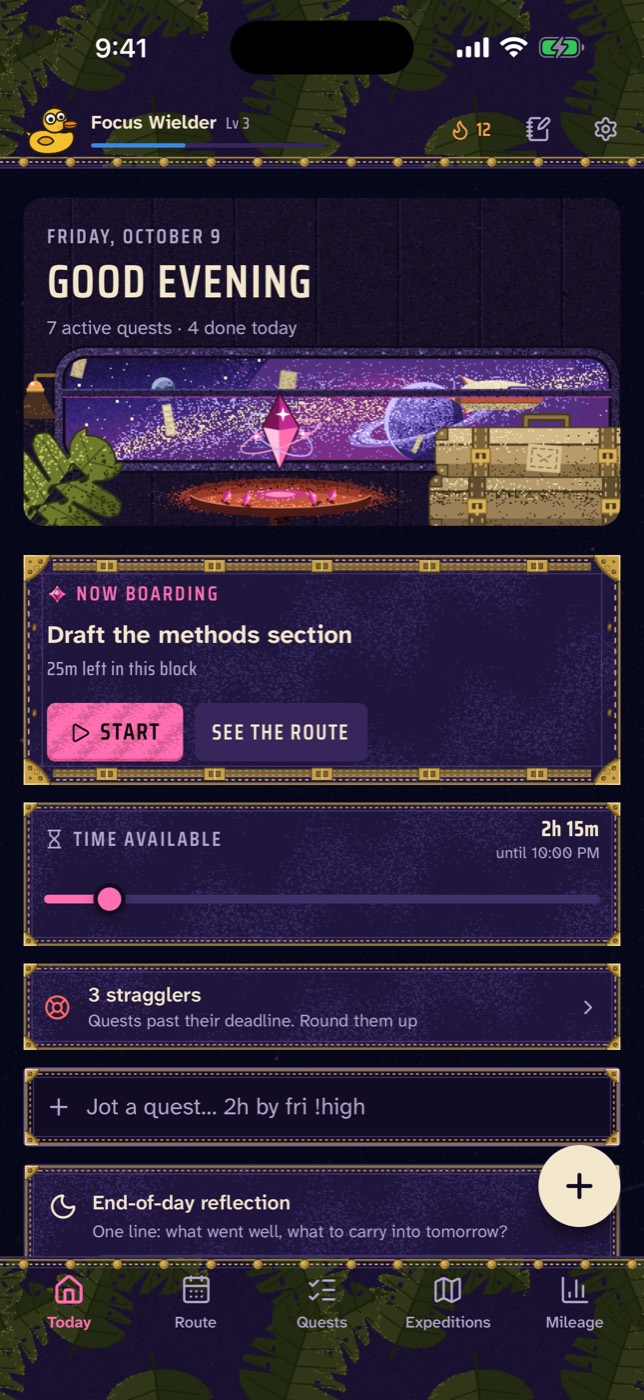 9:41
Focus Wielder Lv 3
12
FRIDAY, OCTOBER 9
GOOD EVENING
7 active quests · 4 done today
NOW BOARDING
Draft the methods section
25m left in this block
START
SEE THE ROUTE
TIME AVAILABLE
2h 15m
until 10:00 PM
3 stragglers
Quests past their deadline. Round them up
Jot a quest... 2h by fri !high
End-of-day reflection
One line: what went well, what to carry into tomorrow?
Today
Route
Quests
Expeditions
Mileage